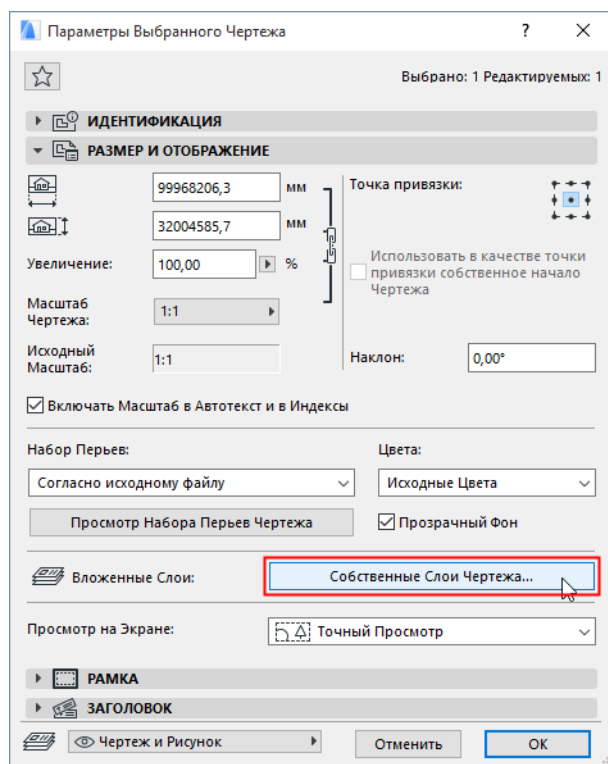 Параметры Выбранного Чертежа
?
Выбрано: 1 Редактируемых: 1
ИДЕНТИФИКАЦИЯ
РАЗМЕР И ОТОБРАЖЕНИЕ
99968206,3 мм
Точка привязки:
32004585,7 мм
Увеличение: 100,00 %
Использовать в качестве точки
привязки собственное начало
Чертежа
Масштаб
Чертежа:
1:1
Исходный
Масштаб:
1:1
Наклон: 0,00°
Включать Масштаб в Автотекст и в Индексы
Набор Перьев: Цвета:
Согласно исходному файлу Исходные Цвета
Просмотр Набора Перьев Чертежа Прозрачный Фон
Вложенные Слои: Собственные Слои Чертежа...
Просмотр на Экране: Точный Просмотр
РАМКА
ЗАГОЛОВОК
Чертеж и Рисунок Отменить ОК